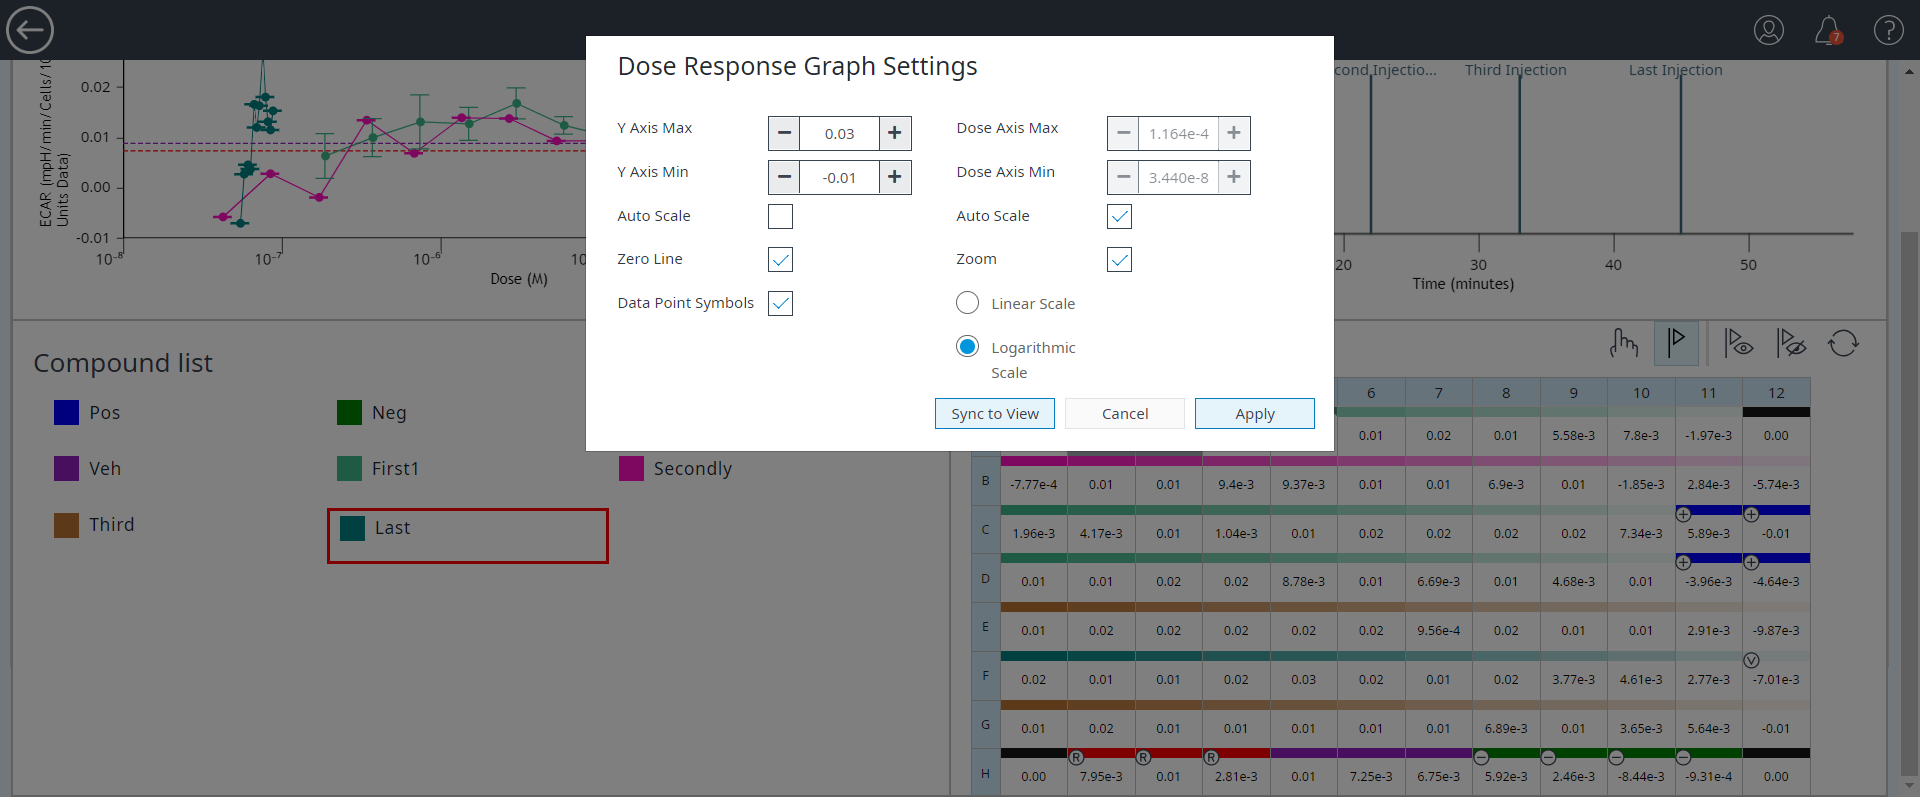 7
Dose Response Graph Settings
Y Axis Max
0.03
Dose Axis Max
1.164e-4
Y Axis Min
-0.01
Dose Axis Min
3.440e-8
Auto Scale
Auto Scale
Zero Line
Zoom
Data Point Symbols
Linear Scale
Logarithmic
Scale
Sync to View
Cancel
Apply
ECAR (mpH/min/Cells/10
Units Data)
0.02
0.01
0.00
-0.01
10⁻⁸
10⁻⁷
10⁻⁶
Dose (M)
cond Injectio...
Third Injection
Last Injection
20
30
40
50
Time (minutes)
Compound list
Pos
Neg
Veh
First1
Secondly
Third
Last
6 7 8 9 10 11 12
0.01 0.02 0.01 5.58e-3 7.8e-3 -1.97e-3 0.00
B -7.77e-4 0.01 0.01 9.4e-3 9.37e-3 0.01 0.01 6.9e-3 0.01 -1.85e-3 2.84e-3 -5.74e-3
C 1.96e-3 4.17e-3 0.01 1.04e-3 0.01 0.02 0.02 0.02 0.02 7.34e-3 5.89e-3 -0.01
D 0.01 0.01 0.02 0.02 8.78e-3 0.01 6.69e-3 0.01 4.68e-3 0.01 -3.96e-3 -4.64e-3
E 0.01 0.02 0.02 0.02 0.02 0.02 9.56e-4 0.02 0.01 0.01 2.91e-3 -9.87e-3
V
F 0.02 0.01 0.01 0.02 0.03 0.02 0.01 0.02 3.77e-3 4.61e-3 2.77e-3 -7.01e-3
G 0.01 0.02 0.01 0.01 0.01 0.01 0.01 6.89e-3 0.01 3.65e-3 5.64e-3 -0.01
R R R
H 0.00 7.95e-3 0.01 2.81e-3 0.01 7.25e-3 6.75e-3 5.92e-3 2.46e-3 -8.44e-3 -9.31e-4 0.00